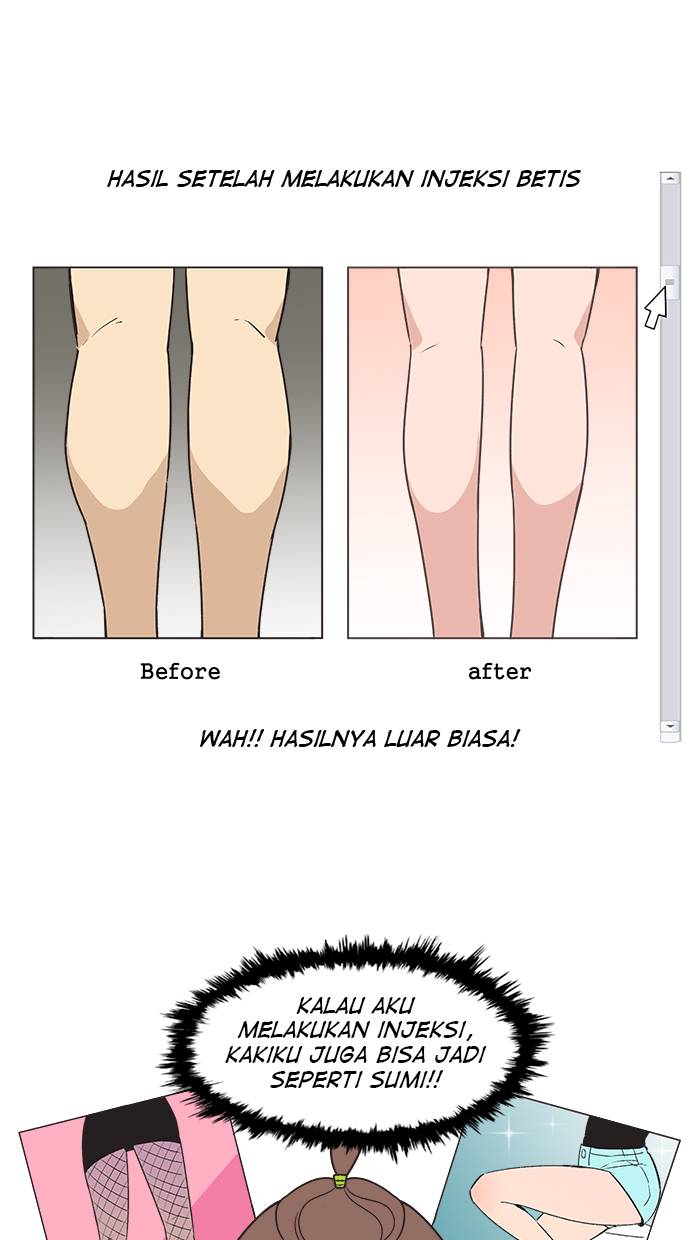 HASIL SETELAH MELAKUKAN INJEKSI BETIS
Before
after
WAH!! HASILNYA LUAR BIASA!
KALAU AKU
MELAKUKAN INJEKSI,
KAKIKU JUGA BISA JADI
SEPERTI SUMI!!